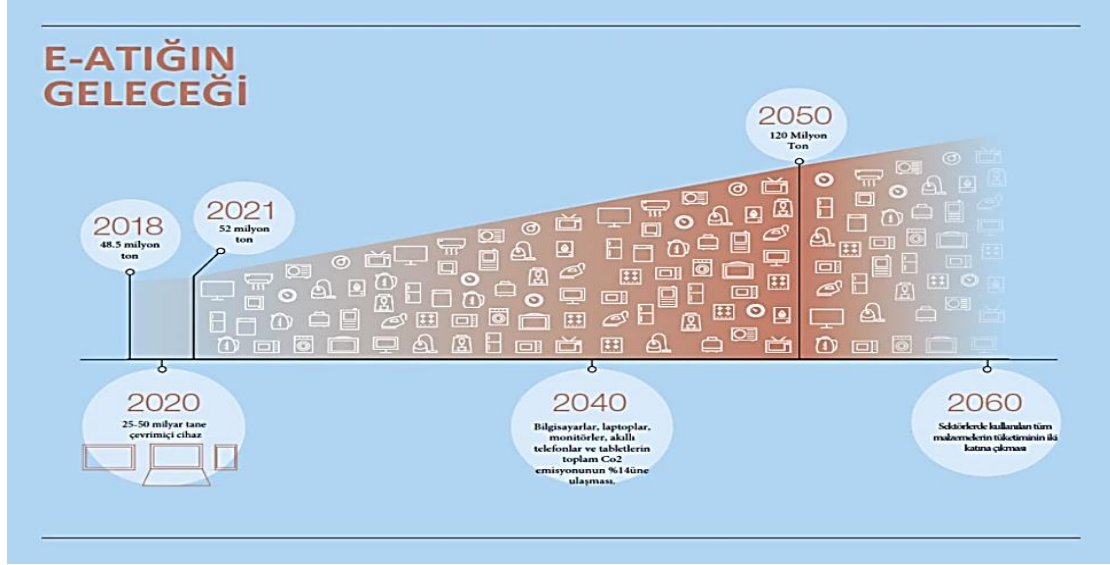 E-ATIĞIN
GELECEĞİ
2018
48.5 milyon
ton
2021
52 milyon
ton
2050
120 Milyon
Ton
2020
25-50 milyar tane
çevrimiçi cihaz
2040
Bilgisayarlar, laptoplar,
monitörler, akıllı
telefonlar ve tabletlerin
toplam Co2
emisyonunun %14üne
ulaşması.
2060
Sektörlerde kullanılan tüm
malzemelerin tüketiminin iki
katına çıkması